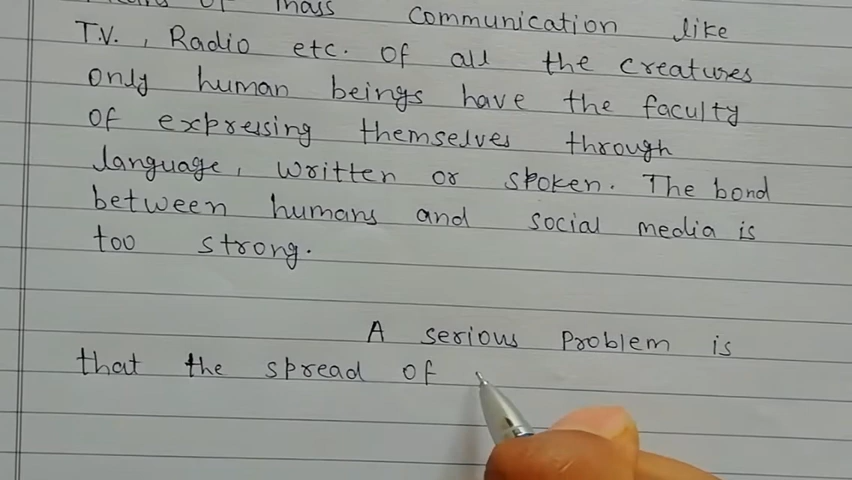 of mass communication like
T.V., Radio etc. Of all the creatures
only human beings have the faculty
of expressing themselves through
language, written or spoken. The bond
between humans and social media is
too strong.
A serious problem is
that the spread of